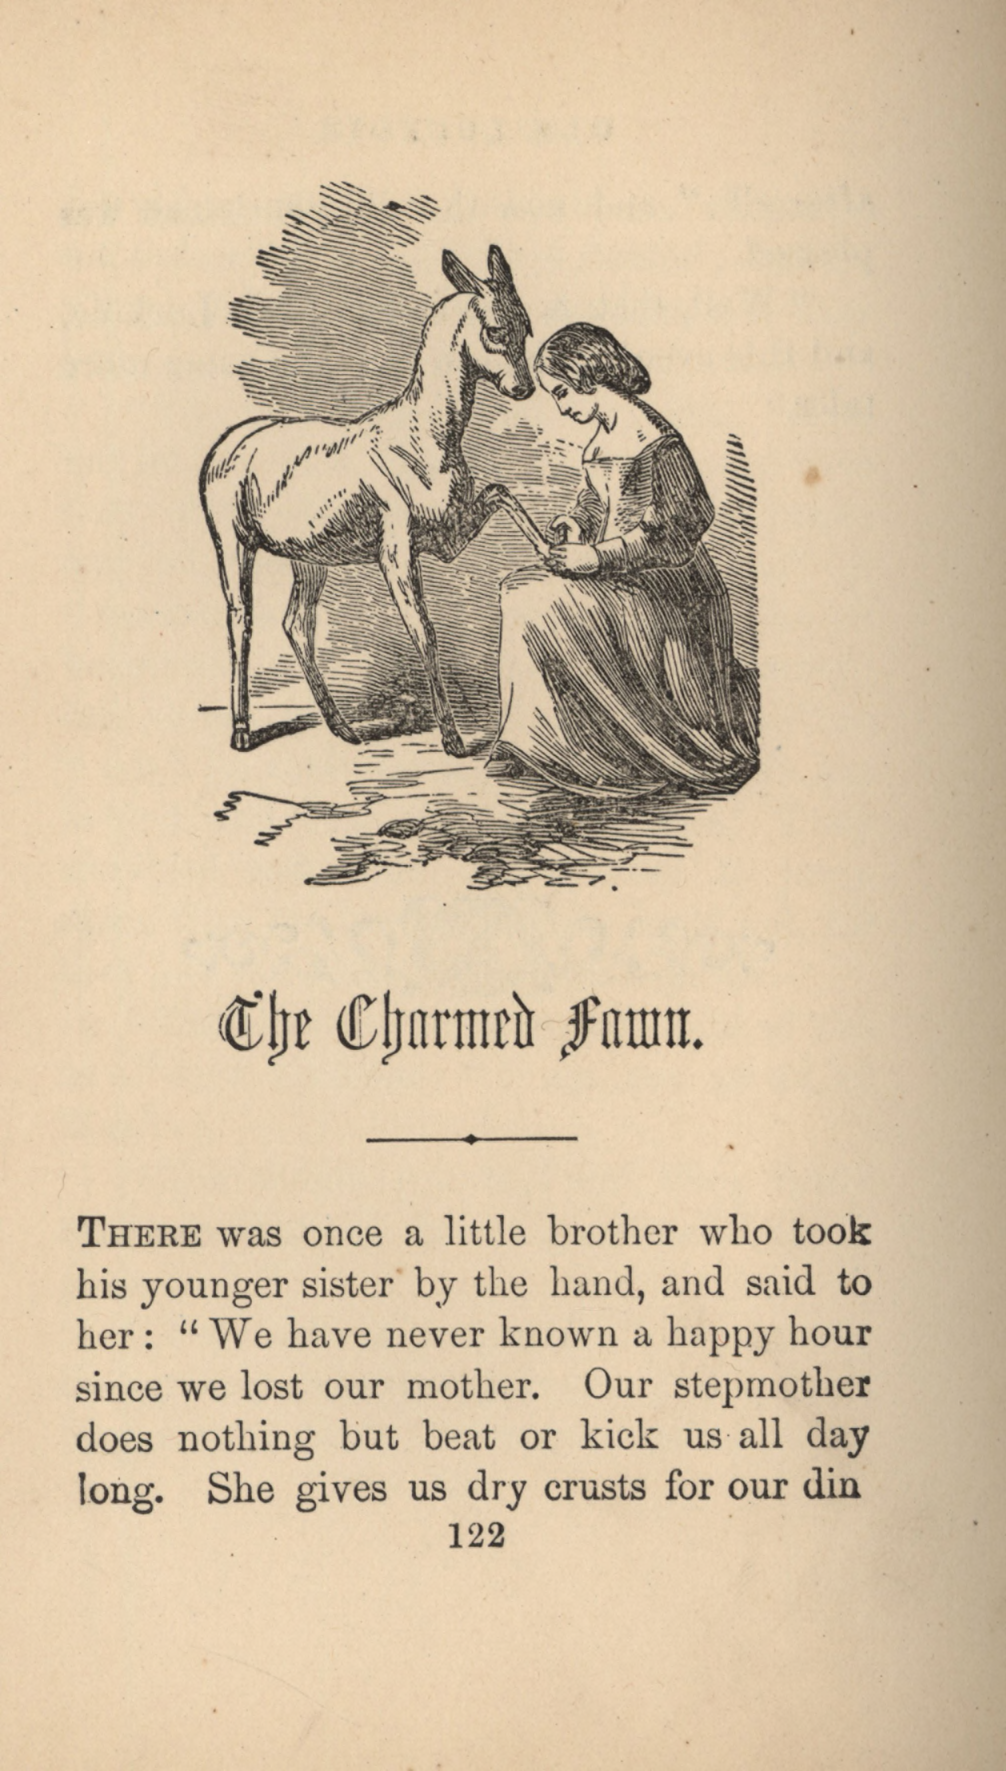 The Charmed Fawn.
THERE was once a little brother who took
his younger sister by the hand, and said to
her: "We have never known a happy hour
since we lost our mother. Our stepmother
does nothing but beat or kick us all day
long. She gives us dry crusts for our din
122